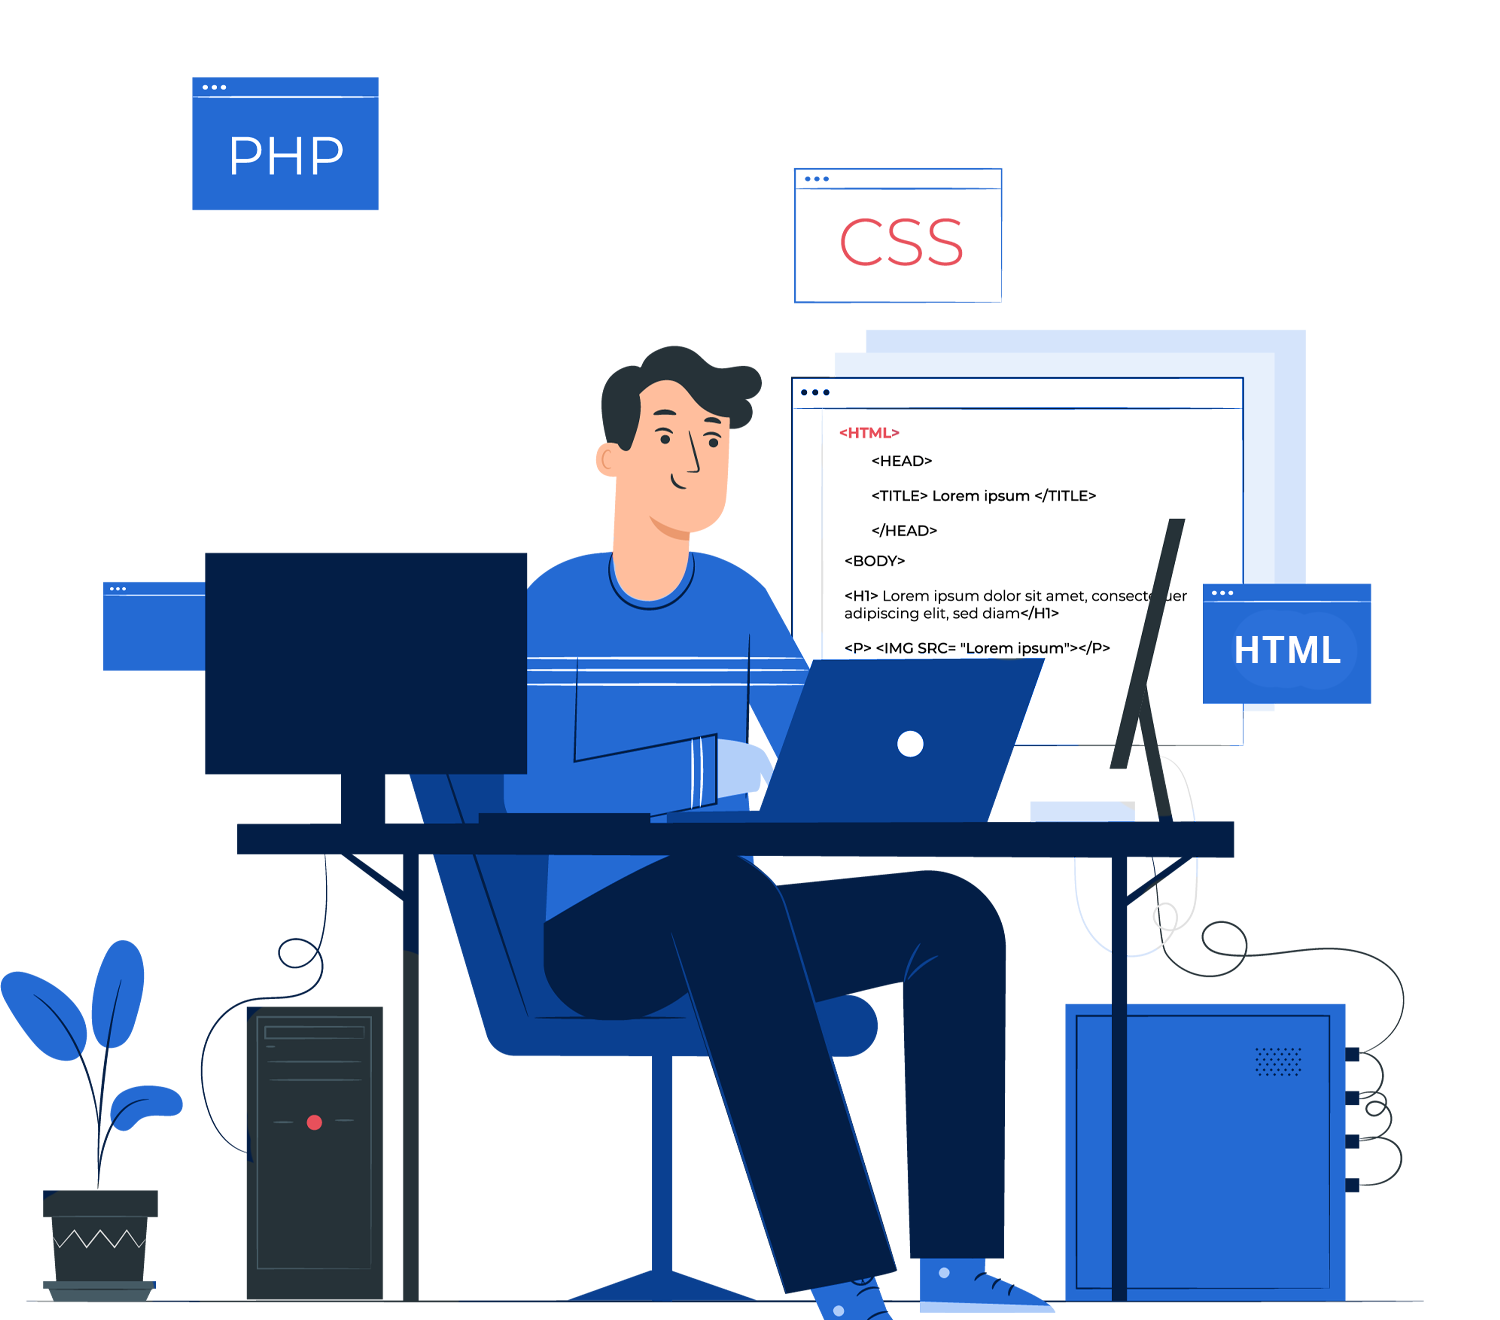 PHP
CSS
<HTML>
<HEAD>
<TITLE> Lorem ipsum </TITLE>
</HEAD>
<BODY>
<H1> Lorem ipsum dolor sit amet, consectetuer
adipiscing elit, sed diam</H1>
<P> <IMG SRC= "Lorem ipsum"></P>
HTML